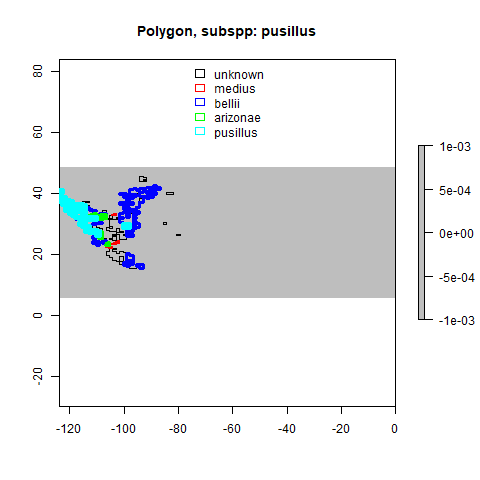 Polygon, subspp: pusillus
unknown
medius
bellii
arizonae
pusillus
80
60
40
20
0
-20
-120
-100
-80
-60
-40
-20
0
1e-03
5e-04
0e+00
-5e-04
-1e-03